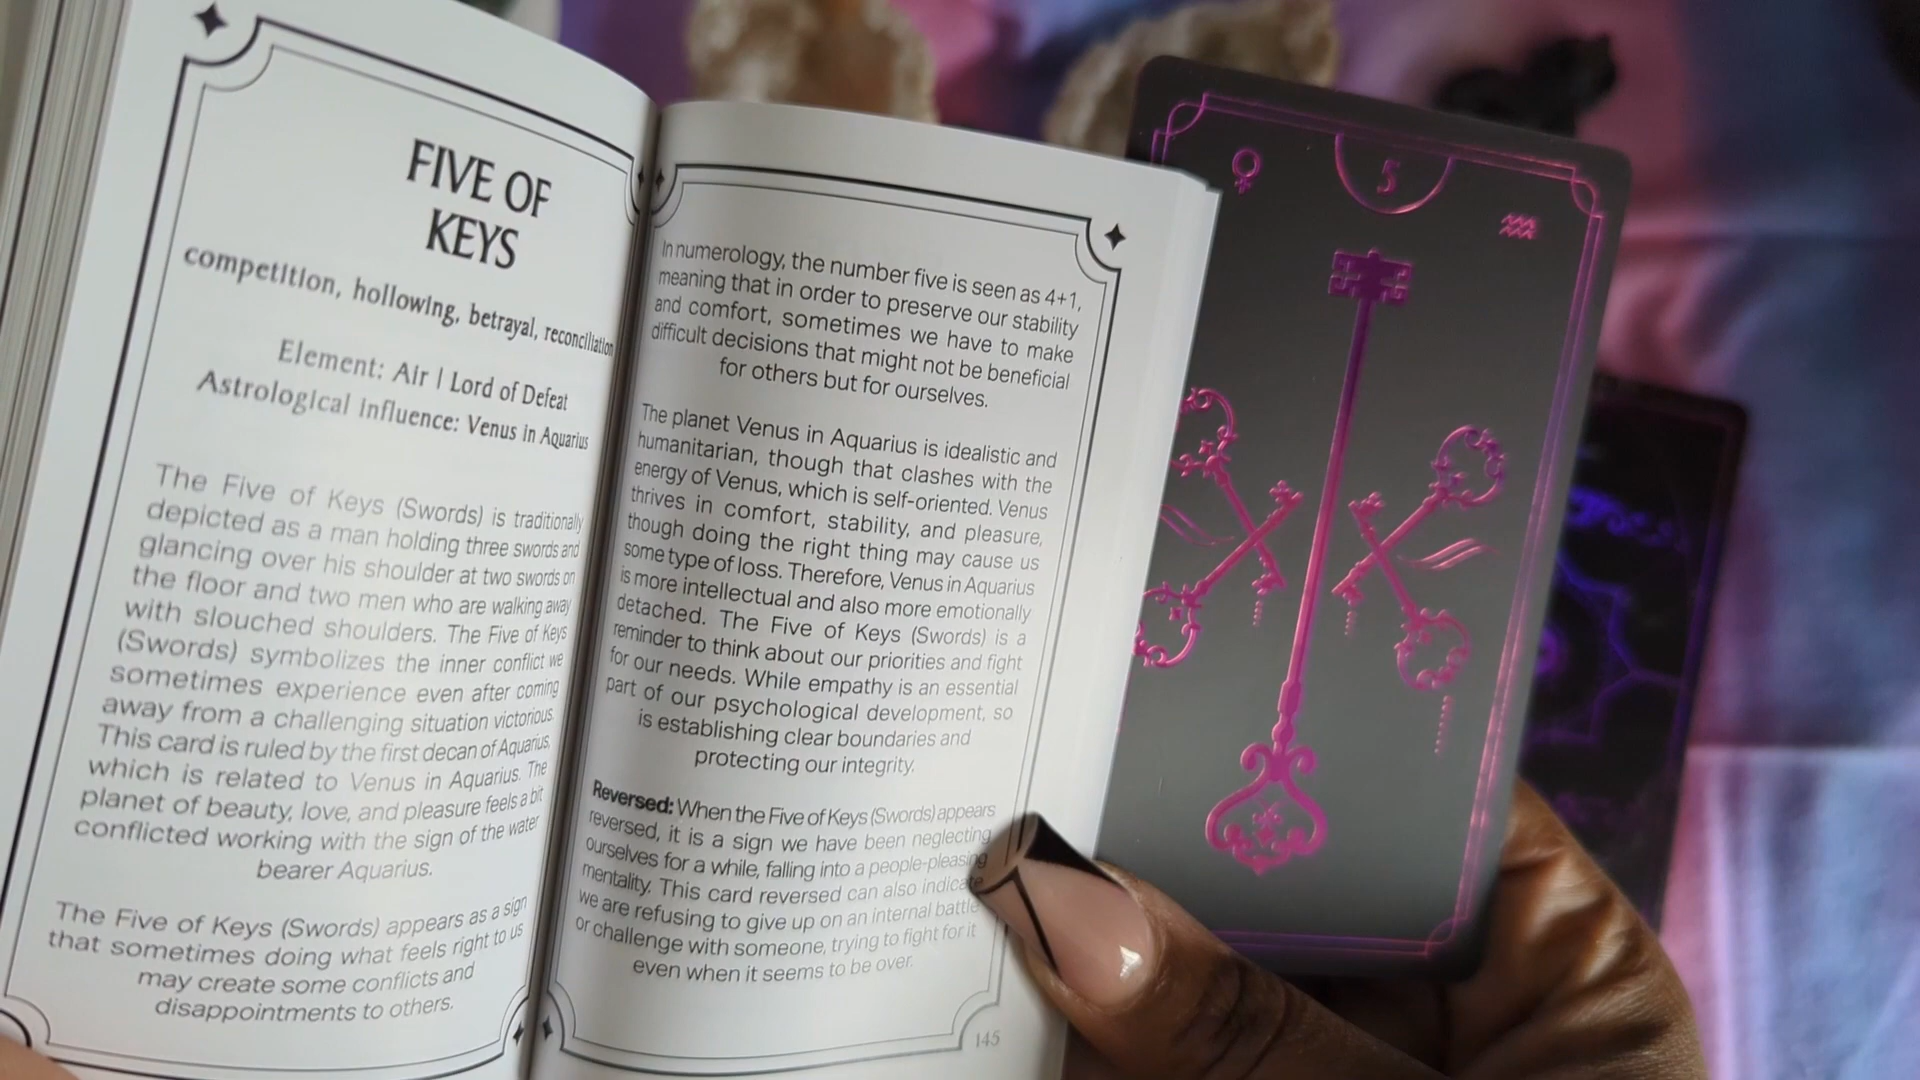 FIVE OF
KEYS
competition, hollowing, betrayal, reconciliation
Element: Air | Lord of Defeat
Astrological Influence: Venus in Aquarius
The Five of Keys (Swords) is traditionally
depicted as a man holding three swords and
glancing over his shoulder at two swords on
the floor and two men who are walking away
with slouched shoulders. The Five of Keys
(Swords) symbolizes the inner conflict we
sometimes experience even after coming
away from a challenging situation victorious.
This card is ruled by the first decan of Aquarius,
which is related to Venus in Aquarius. The
planet of beauty, love, and pleasure feels a bit
conflicted working with the sign of the water
bearer Aquarius.
The Five of Keys (Swords) appears as a sign
that sometimes doing what feels right to us
may create some conflicts and
disappointments to others.
In numerology, the number five is seen as 4+1,
meaning that in order to preserve our stability
and comfort, sometimes we have to make
difficult decisions that might not be beneficial
for others but for ourselves.
The planet Venus in Aquarius is idealistic and
humanitarian, though that clashes with the
energy of Venus, which is self-oriented. Venus
thrives in comfort, stability, and pleasure,
though doing the right thing may cause us
some type of loss. Therefore, Venus in Aquarius
is more intellectual and also more emotionally
detached. The Five of Keys (Swords) is a
reminder to think about our priorities and fight
for our needs. While empathy is an essential
part of our psychological development, so
is establishing clear boundaries and
protecting our integrity.
Reversed: When the Five of Keys (Swords) appears
reversed, it is a sign we have been neglecting
ourselves for a while, falling into a people-pleasing
mentality. This card reversed can also indicate
we are refusing to give up on an internal battle
or challenge with someone, trying to fight for it
even when it seems to be over.
145
5